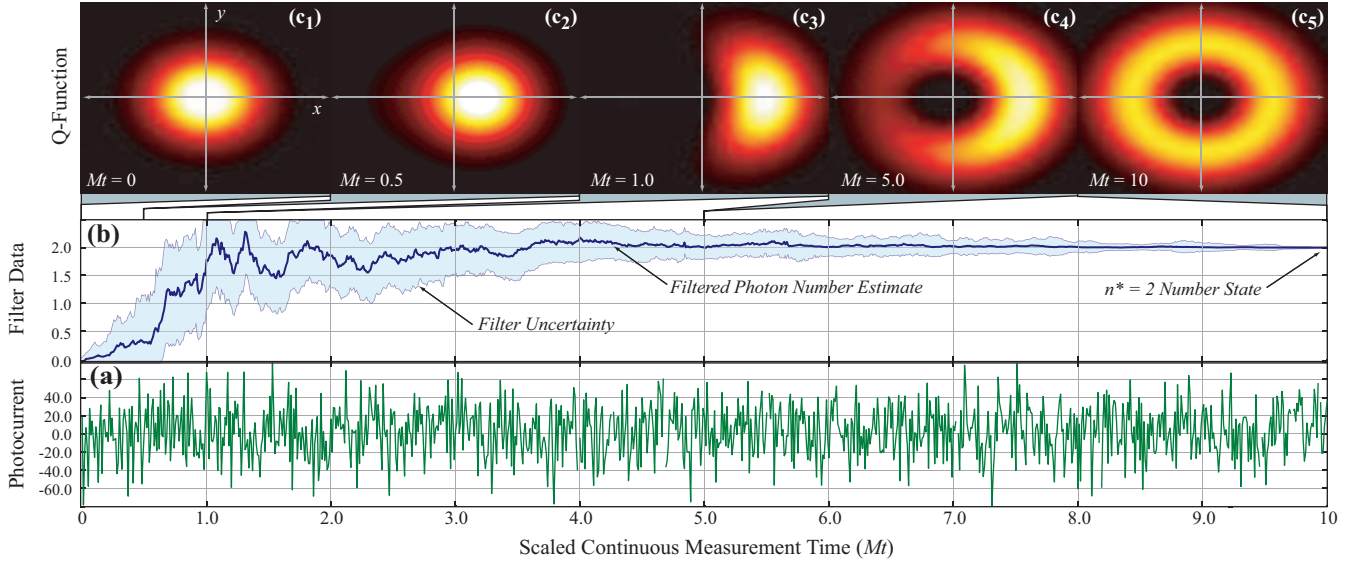 Q-Function
(c1)
y
x
Mt = 0
(c2)
Mt = 0.5
(c3)
Mt = 1.0
(c4)
Mt = 5.0
(c5)
Mt = 10
Filter Data
(b)
2.0
1.5
1.0
0.5
0.0
Filter Uncertainty
Filtered Photon Number Estimate
n* = 2 Number State
Photocurrent
(a)
40.0
20.0
0.0
-20.0
-40.0
-60.0
0 1.0 2.0 3.0 4.0 5.0 6.0 7.0 8.0 9.0 10
Scaled Continuous Measurement Time (Mt)